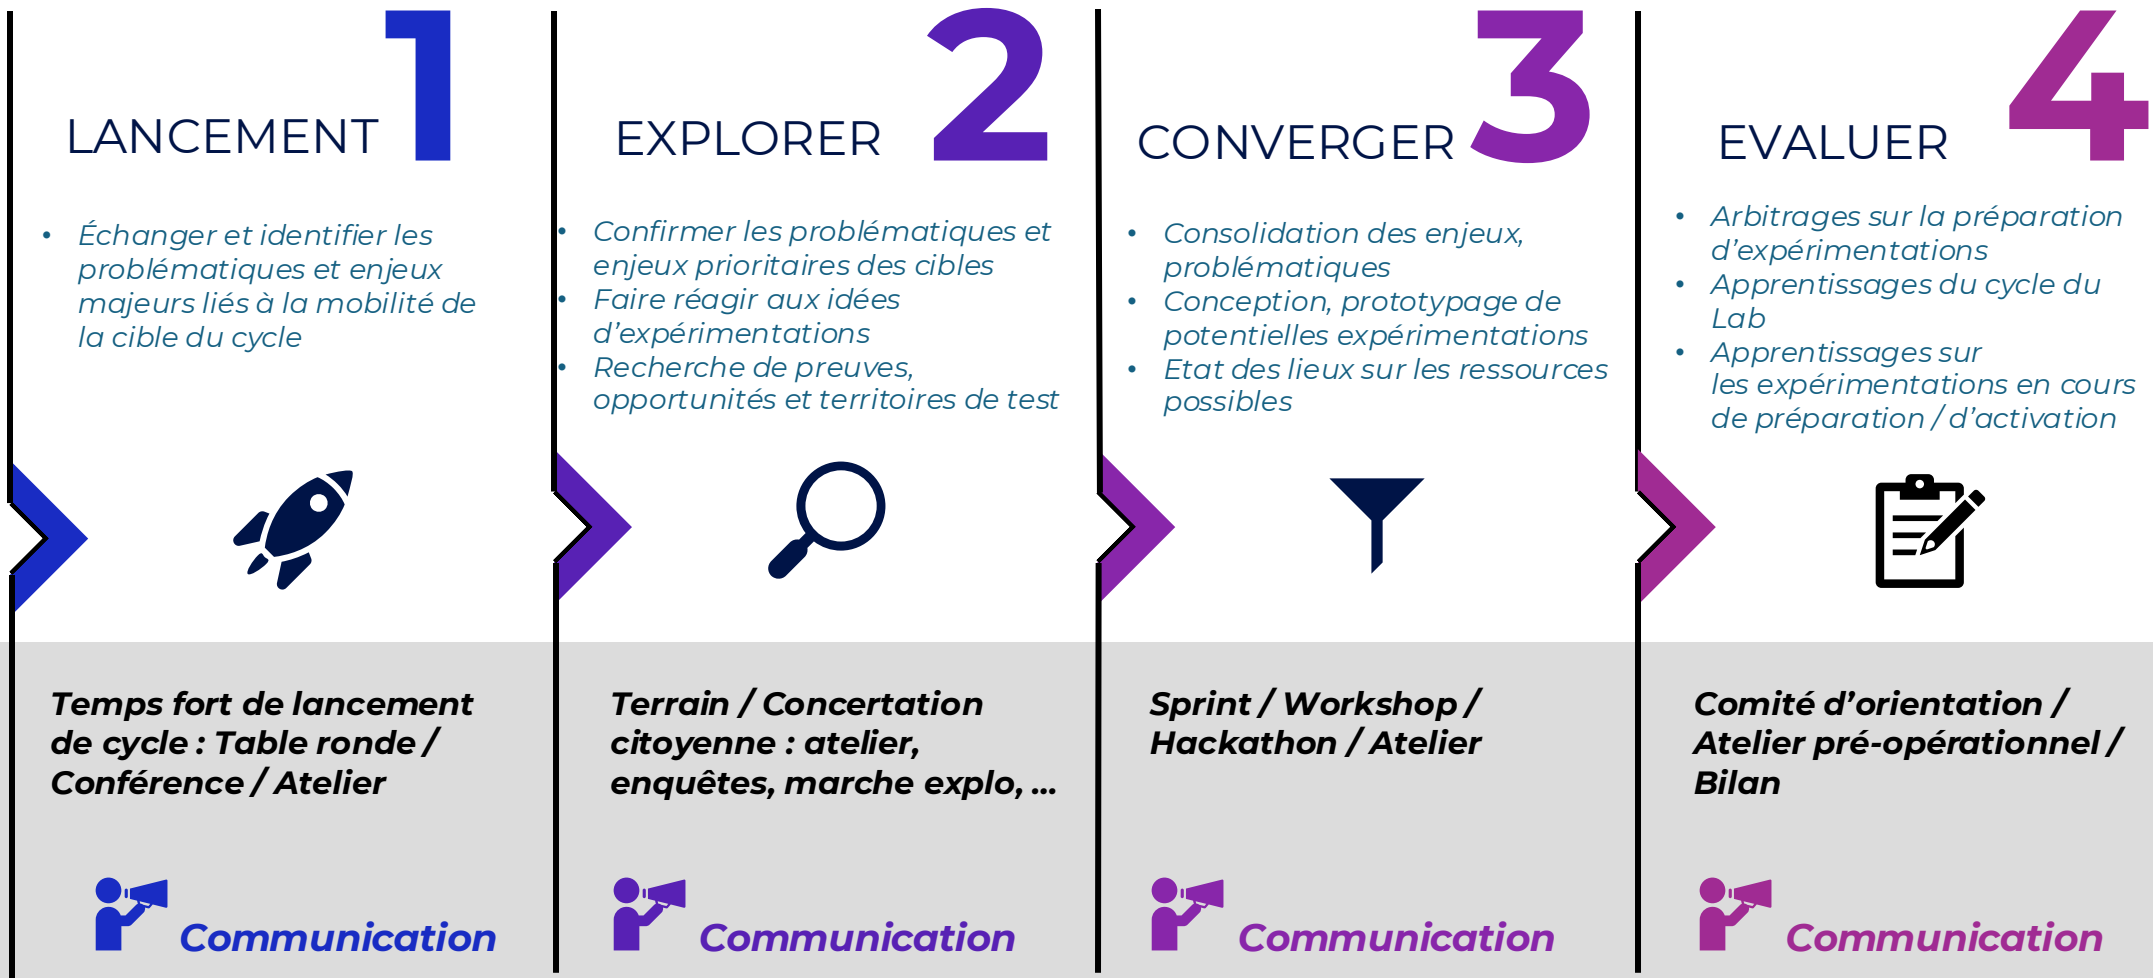 1
LANCEMENT
• Échanger et identifier les
problématiques et enjeux
majeurs liés à la mobilité de
la cible du cycle
Temps fort de lancement
de cycle : Table ronde /
Conférence / Atelier
Communication
2
EXPLORER
• Confirmer les problématiques et
enjeux prioritaires des cibles
• Faire réagir aux idées
d’expérimentations
• Recherche de preuves,
opportunités et territoires de test
Terrain / Concertation
citoyenne : atelier,
enquêtes, marche explo, ...
Communication
3
CONVERGER
• Consolidation des enjeux,
problématiques
• Conception, prototypage de
potentielles expérimentations
• Etat des lieux sur les ressources
possibles
Sprint / Workshop /
Hackathon / Atelier
Communication
4
EVALUER
• Arbitrages sur la préparation
d’expérimentations
• Apprentissages du cycle du
Lab
• Apprentissages sur
les expérimentations en cours
de préparation / d’activation
Comité d’orientation /
Atelier pré-opérationnel /
Bilan
Communication